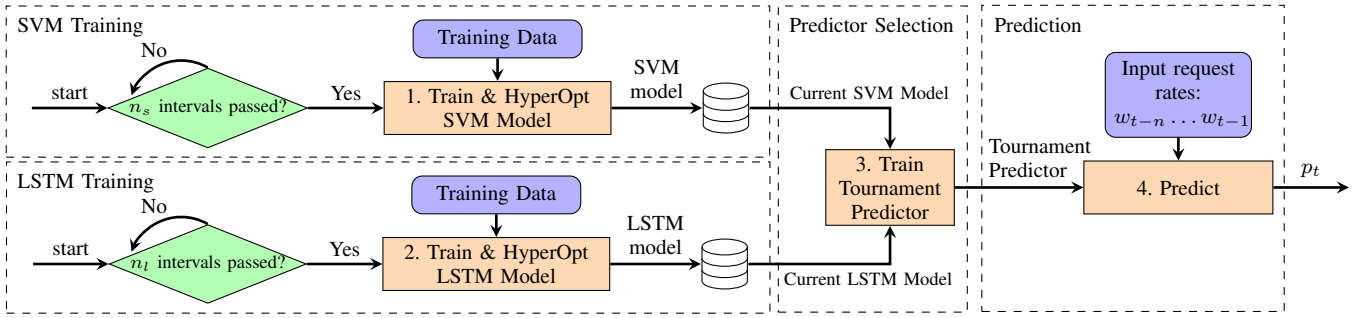 SVM Training
start
No
n_s intervals passed?
Yes
Training Data
1. Train & HyperOpt
SVM Model
SVM
model
LSTM Training
start
No
n_l intervals passed?
Yes
Training Data
2. Train & HyperOpt
LSTM Model
LSTM
model
Predictor Selection
Current SVM Model
3. Train
Tournament
Predictor
Current LSTM Model
Prediction
Tournament
Predictor
Input request
rates:
w_{t−n} … w_{t−1}
4. Predict
p_t